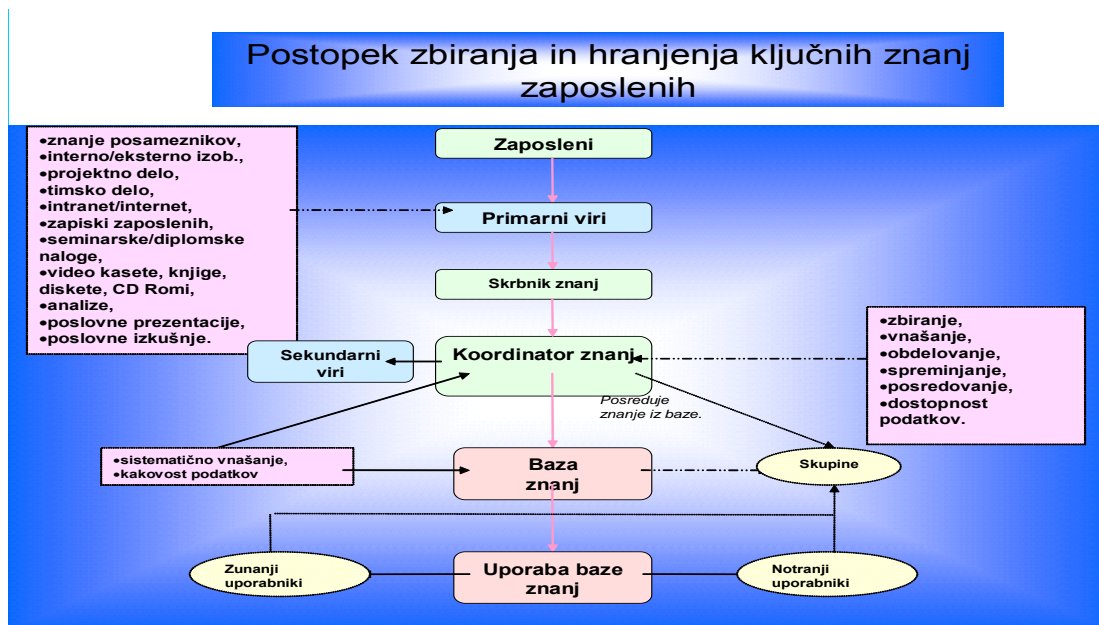 Postopek zbiranja in hranjenja ključnih znanj
zaposlenih
•znanje posameznikov,
•interno/eksterno izob.,
•projektno delo,
•timsko delo,
•intranet/internet,
•zapiski zaposlenih,
•seminarske/diplomske
naloge,
•video kasete, knjige,
diskete, CD Romi,
•analize,
•poslovne prezentacije,
•poslovne izkušnje.
Zaposleni
Primarni viri
Skrbnik znanj
Koordinator znanj
Sekundarni
viri
•zbiranje,
•vnašanje,
•obdelovanje,
•spreminjanje,
•posredovanje,
•dostopnost
podatkov.
Posreduje
znanje iz baze.
•sistematično vnašanje,
•kakovost podatkov
Baza
znanj
Skupine
Zunanji
uporabniki
Uporaba baze
znanj
Notranji
uporabniki